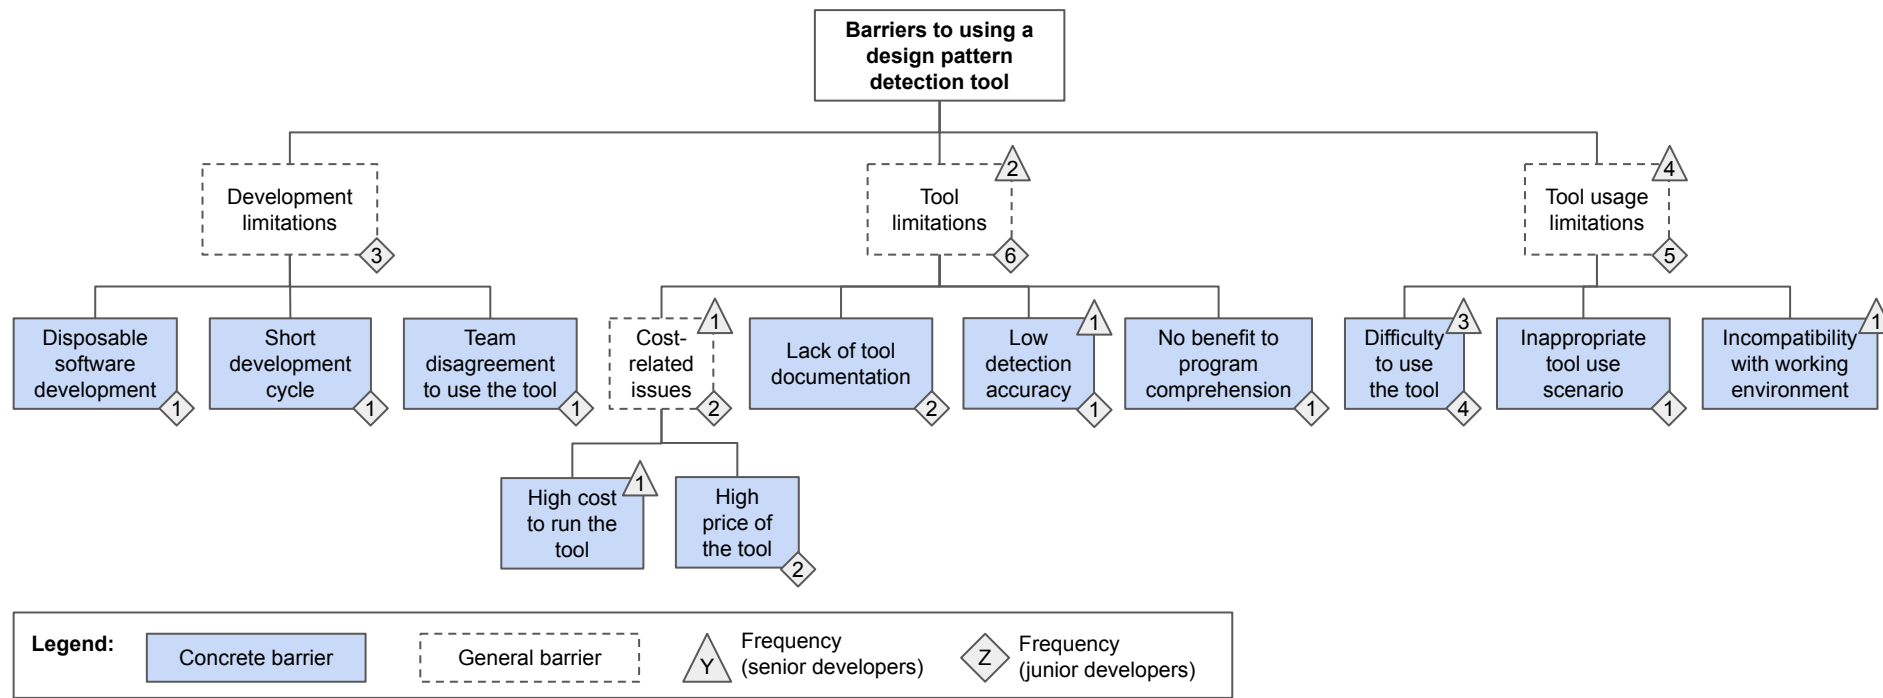 Barriers to using a
design pattern
detection tool
Development
limitations
3
2
Tool
limitations
6
4
Tool usage
limitations
5
Disposable
software
development
1
Short
development
cycle
1
Team
disagreement
to use the tool
1
1
Cost-
related
issues
2
Lack of tool
documentation
2
1
Low
detection
accuracy
1
No benefit to
program
comprehension
1
3
Difficulty
to use
the tool
4
Inappropriate
tool use
scenario
1
1
Incompatibility
with working
environment
1
High cost
to run the
tool
High
price of
the tool
2
Legend:
Concrete barrier
General barrier
Y
Frequency
(senior developers)
Z
Frequency
(junior developers)